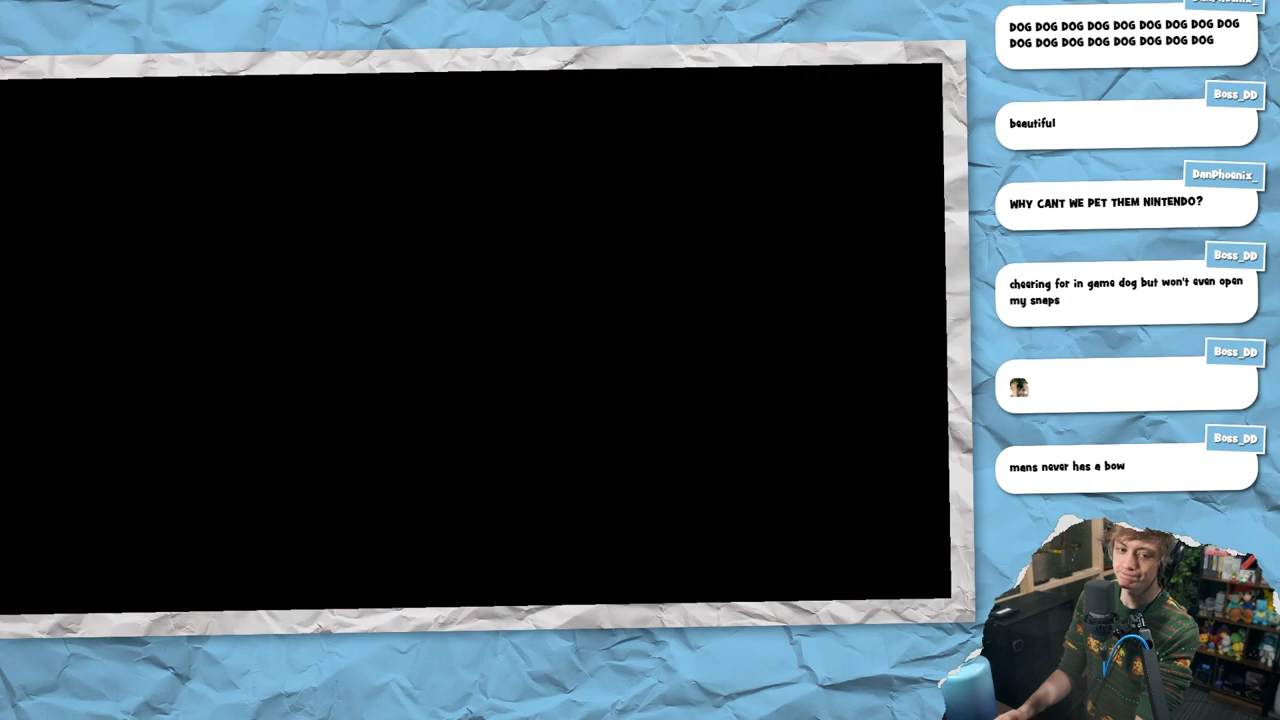 DanPhoenix_
DOG DOG DOG DOG DOG DOG DOG DOG DOG
DOG DOG DOG DOG DOG DOG DOG DOG
Boss_DD
beautiful
DanPhoenix_
WHY CANT WE PET THEM NINTENDO?
Boss_DD
cheering for in game dog but won't even open
my snaps
Boss_DD
Boss_DD
mans never has a bow